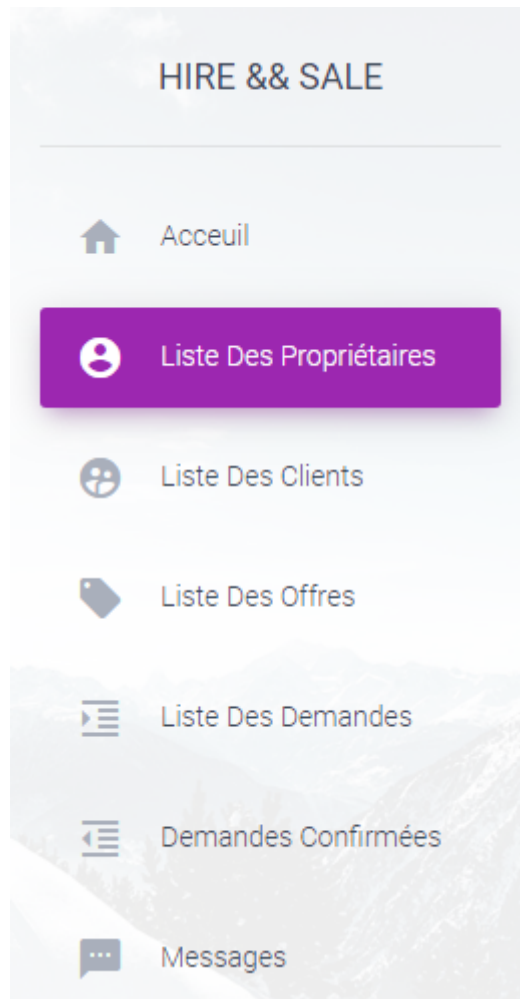 HIRE && SALE
Acceuil
Liste Des Propriétaires
Liste Des Clients
Liste Des Offres
Liste Des Demandes
Demandes Confirmées
Messages